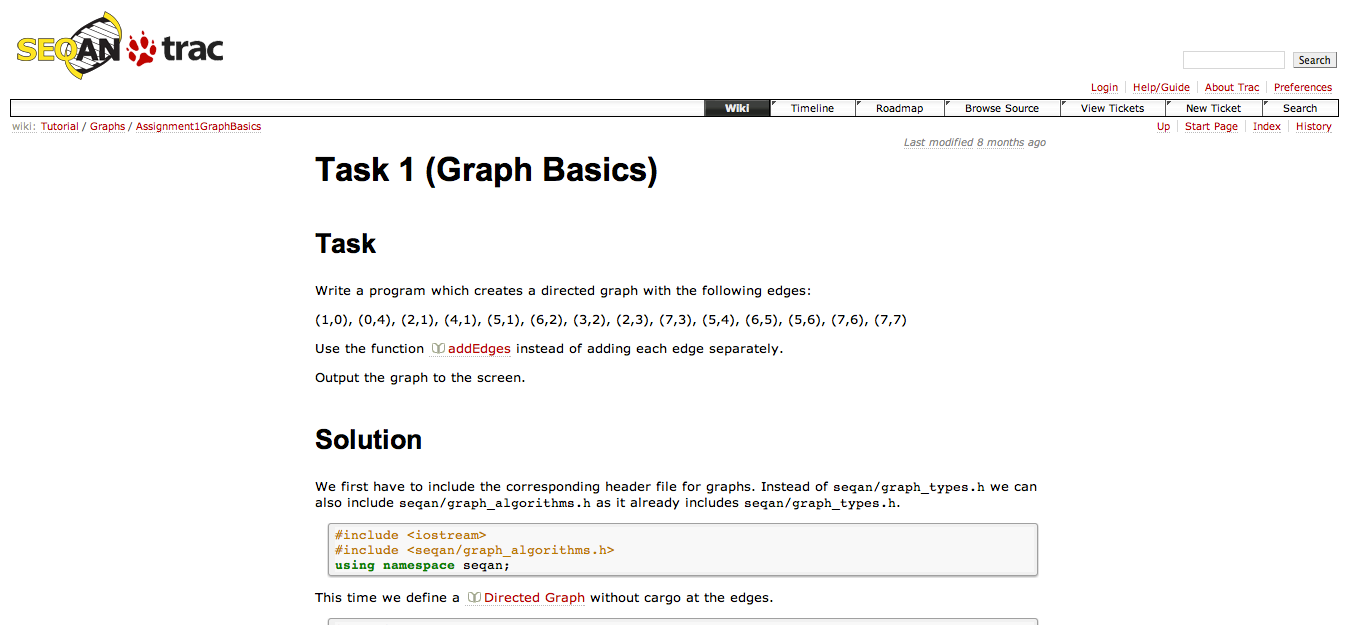 SEQAN trac
Search
Login Help/Guide About Trac Preferences
Wiki Timeline Roadmap Browse Source View Tickets New Ticket Search
wiki: Tutorial / Graphs / Assignment1GraphBasics
Up Start Page Index History
Last modified 8 months ago
Task 1 (Graph Basics)
Task
Write a program which creates a directed graph with the following edges:
(1,0), (0,4), (2,1), (4,1), (5,1), (6,2), (3,2), (2,3), (7,3), (5,4), (6,5), (5,6), (7,6), (7,7)
Use the function addEdges instead of adding each edge separately.
Output the graph to the screen.
Solution
We first have to include the corresponding header file for graphs. Instead of seqan/graph_types.h we can
also include seqan/graph_algorithms.h as it already includes seqan/graph_types.h.
#include <iostream>
#include <seqan/graph_algorithms.h>
using namespace seqan;
This time we define a Directed Graph without cargo at the edges.